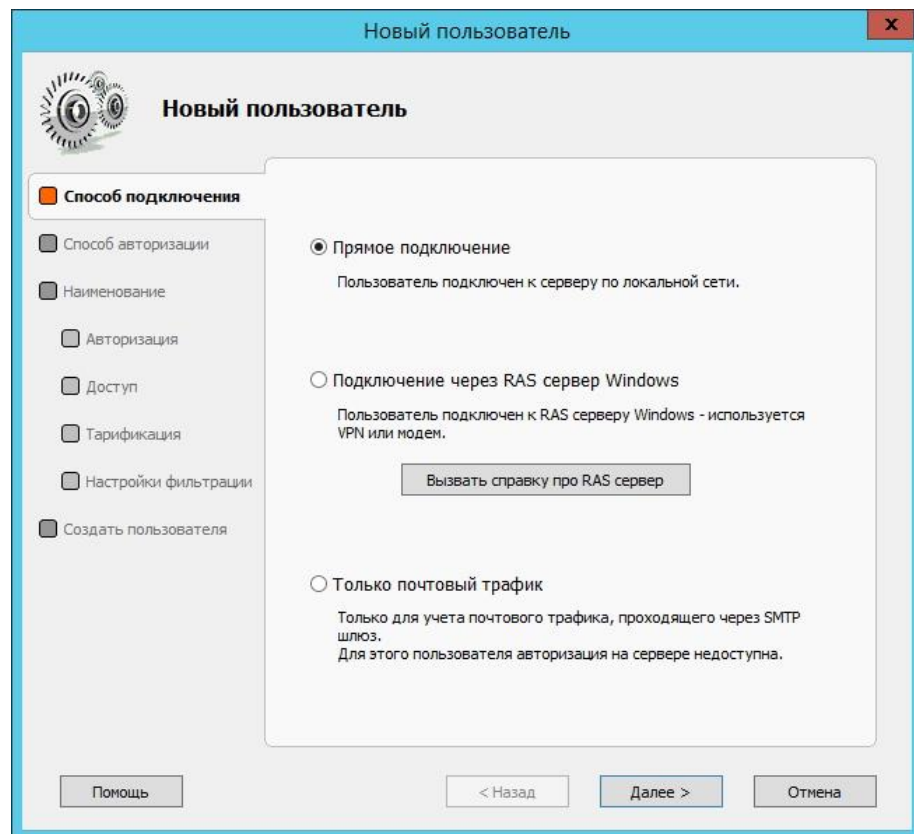 Новый пользователь
x
Новый пользователь
Способ подключения
Способ авторизации
Наименование
Авторизация
Доступ
Тарификация
Настройки фильтрации
Создать пользователя
Прямое подключение
Пользователь подключен к серверу по локальной сети.
Подключение через RAS сервер Windows
Пользователь подключен к RAS серверу Windows - используется
VPN или модем.
Вызвать справку про RAS сервер
Только почтовый трафик
Только для учета почтового трафика, проходящего через SMTP
шлюз.
Для этого пользователя авторизация на сервере недоступна.
Помощь
< Назад
Далее >
Отмена